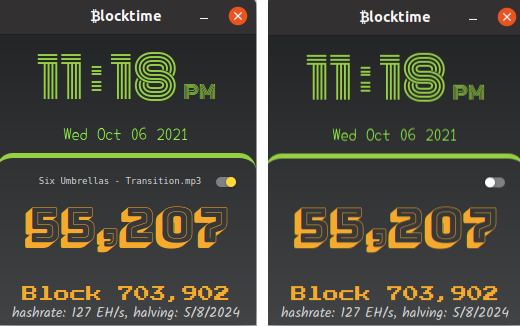 ₿locktime
11:18 PM
Wed Oct 06 2021
Six Umbrellas - Transition.mp3
55,207
Block 703,902
hashrate: 127 EH/s, halving: 5/8/2024
₿locktime
11:18 PM
Wed Oct 06 2021
55,207
Block 703,902
hashrate: 127 EH/s, halving: 5/8/2024